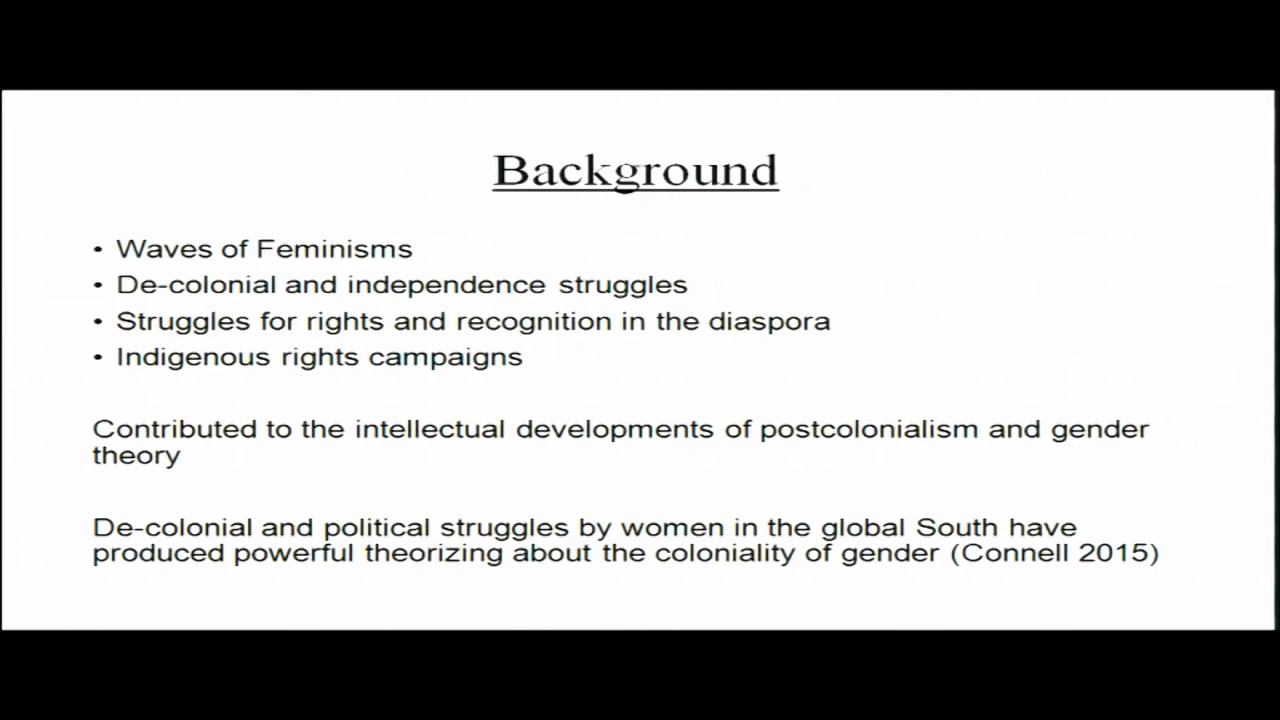 Background
• Waves of Feminisms
• De-colonial and independence struggles
• Struggles for rights and recognition in the diaspora
• Indigenous rights campaigns
Contributed to the intellectual developments of postcolonialism and gender
theory
De-colonial and political struggles by women in the global South have
produced powerful theorizing about the coloniality of gender (Connell 2015)